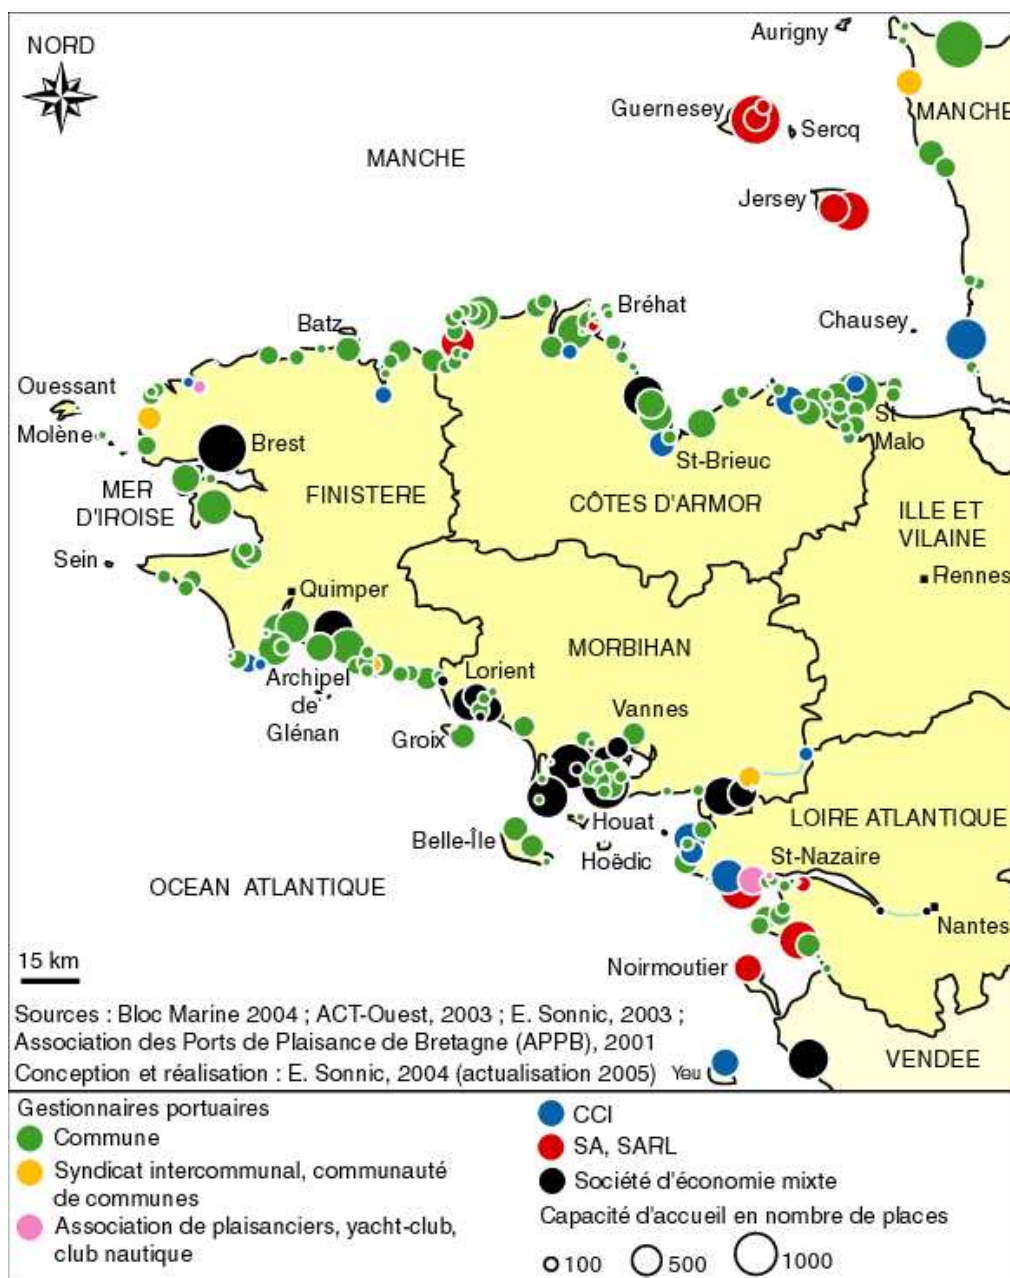 NORD
Aurigny
MANCHE
Guernesey
Sercq
MANCHE
Jersey
Bréhat
Chausey
Batz
Ouessant
Molène
Brest
St
Malo
St-Brieuc
MER
D'IROISE
FINISTERE
CÔTES D'ARMOR
ILLE ET
VILAINE
Sein
Rennes
Quimper
MORBIHAN
Archipel
de
Glénan
Lorient
Vannes
Groix
LOIRE ATLANTIQUE
Belle-Île
Houat
Hoëdic
St-Nazaire
OCEAN ATLANTIQUE
Nantes
15 km
Noirmoutier
Sources : Bloc Marine 2004 ; ACT-Ouest, 2003 ; E. Sonnic, 2003 ;
Association des Ports de Plaisance de Bretagne (APPB), 2001
Conception et réalisation : E. Sonnic, 2004 (actualisation 2005)
Yeu
VENDEE
Gestionnaires portuaires
Commune
Syndicat intercommunal, communauté
de communes
Association de plaisanciers, yacht-club,
club nautique
CCI
SA, SARL
Société d'économie mixte
Capacité d'accueil en nombre de places
100
500
1000